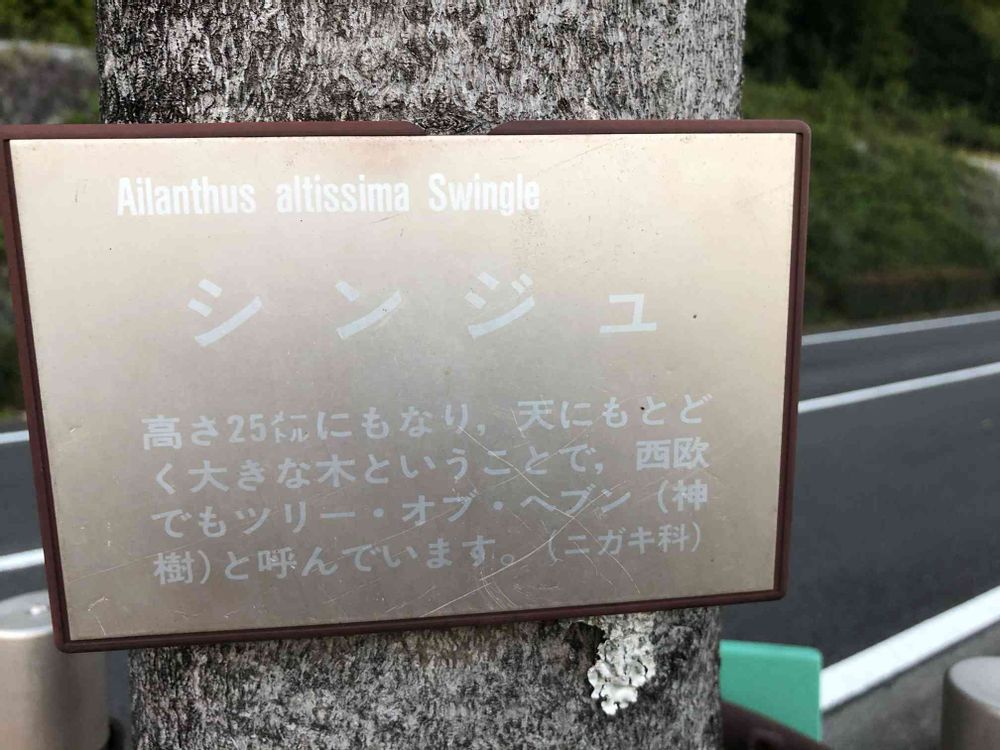 Ailanthus altissima Swingle
シンジュ
高さ25㍍にもなり，天にもとど
く大きな木ということで，西欧
でもツリー・オブ・ヘブン（神
樹）と呼んでいます。（ニガキ科）